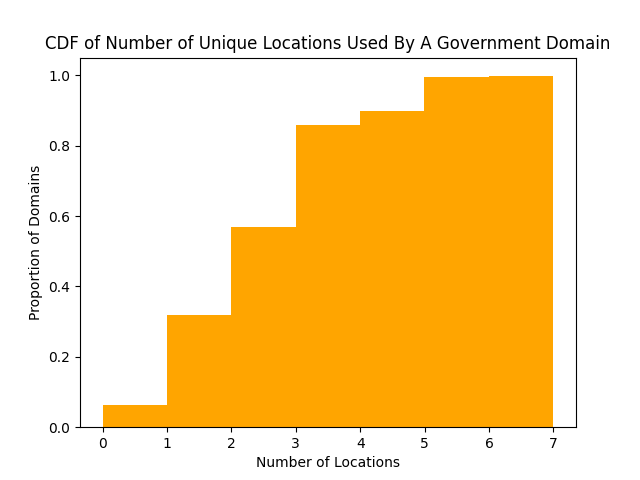 CDF of Number of Unique Locations Used By A Government Domain
1.0
0.8
0.6
0.4
0.2
0.0
Proportion of Domains
0 1 2 3 4 5 6 7
Number of Locations